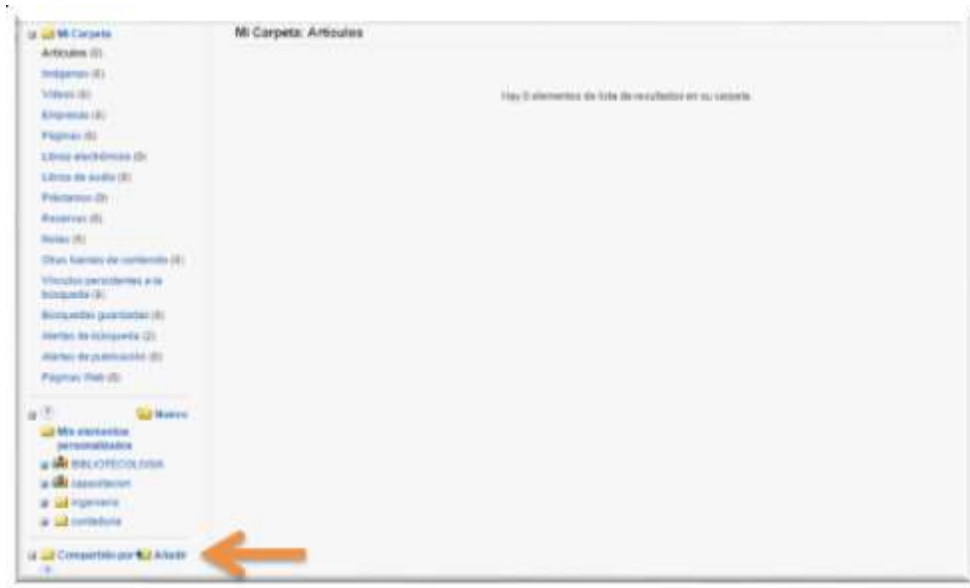 Mi Carpeta
Mi Carpeta: Artículos
Artículos (0)
Imágenes (0)
Vídeos (0)
Empresas (0)
Páginas (0)
Libros electrónicos (0)
Libros de audio (0)
Préstamos (0)
Reservas (0)
Notas (0)
Otras fuentes de contenido (0)
Vínculos persistentes a la
búsqueda (0)
Búsquedas guardadas (0)
Alertas de búsqueda (2)
Alertas de publicación (0)
Páginas Web (0)
Hay 0 elementos de lista de resultados en su carpeta.
Nuevo
Mis elementos
personalizados
BIBLIOTECOLOGIA
capacitacion
ingenieria
contaduria
Compartido por
Añadir